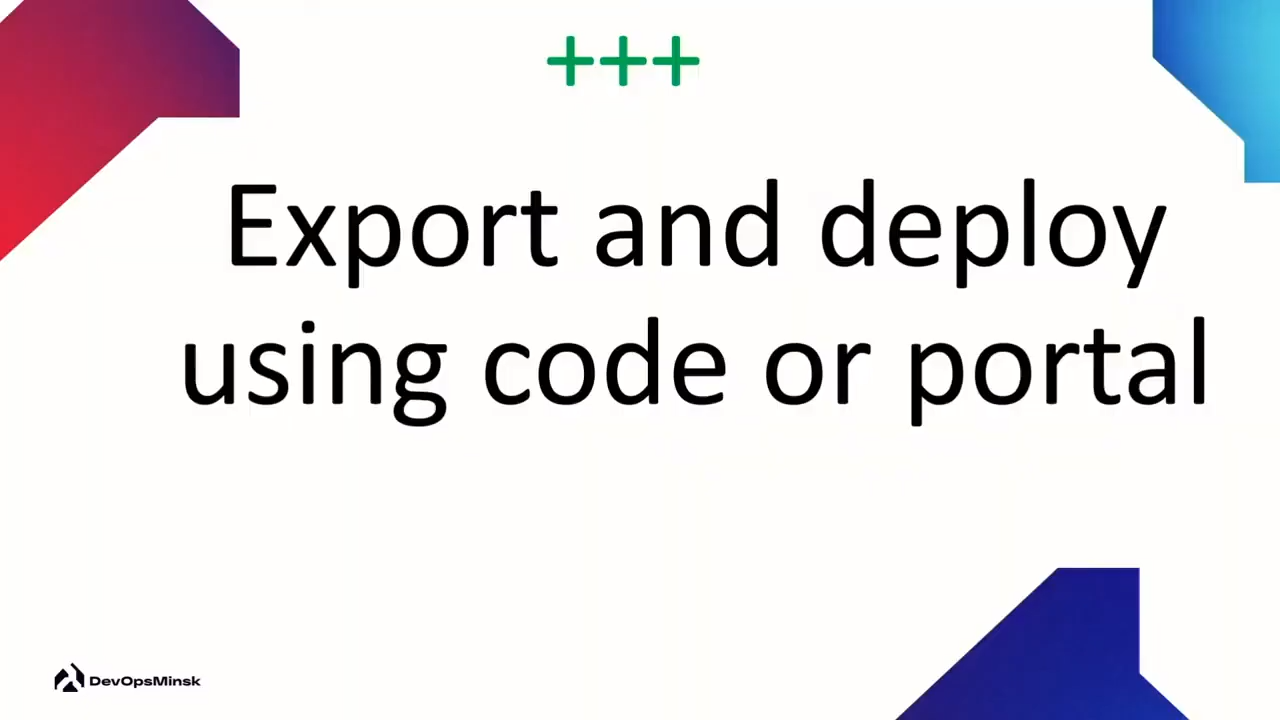 +++
Export and deploy
using code or portal
DevOpsMinsk